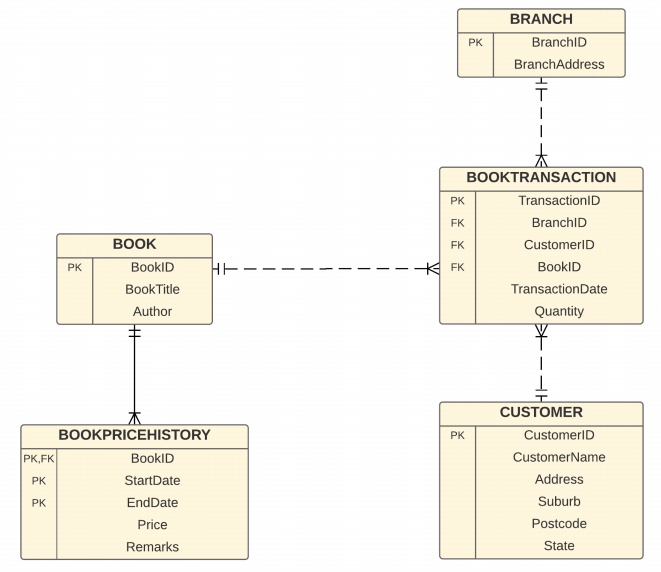 BRANCH
PK BranchID
BranchAddress
BOOKTRANSACTION
PK TransactionID
FK BranchID
FK CustomerID
FK BookID
TransactionDate
Quantity
BOOK
PK BookID
BookTitle
Author
BOOKPRICEHISTORY
PK,FK BookID
PK StartDate
PK EndDate
Price
Remarks
CUSTOMER
PK CustomerID
CustomerName
Address
Suburb
Postcode
State